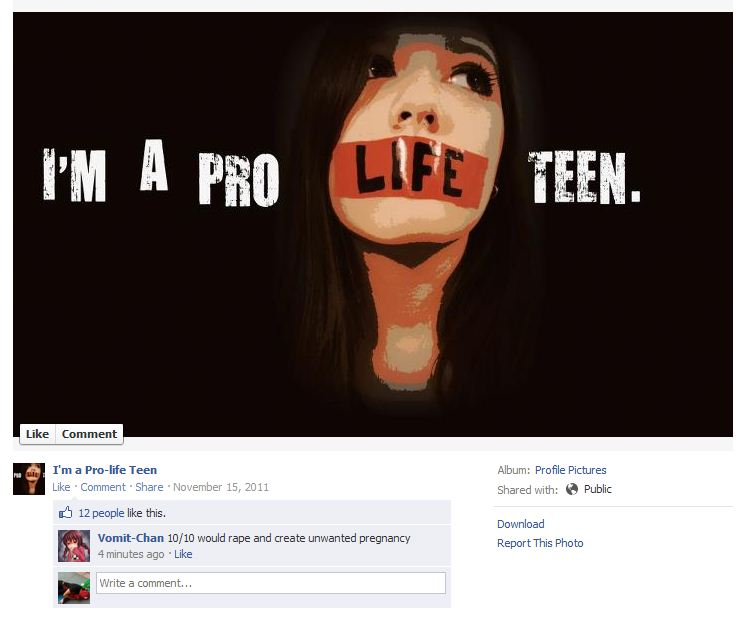 I'M A PRO LIFE TEEN.
Like Comment
I'm a Pro-life Teen
Like · Comment · Share · November 15, 2011
12 people like this.
Vomit-Chan 10/10 would rape and create unwanted pregnancy
4 minutes ago · Like
Write a comment...
Album: Profile Pictures
Shared with: Public
Download
Report This Photo